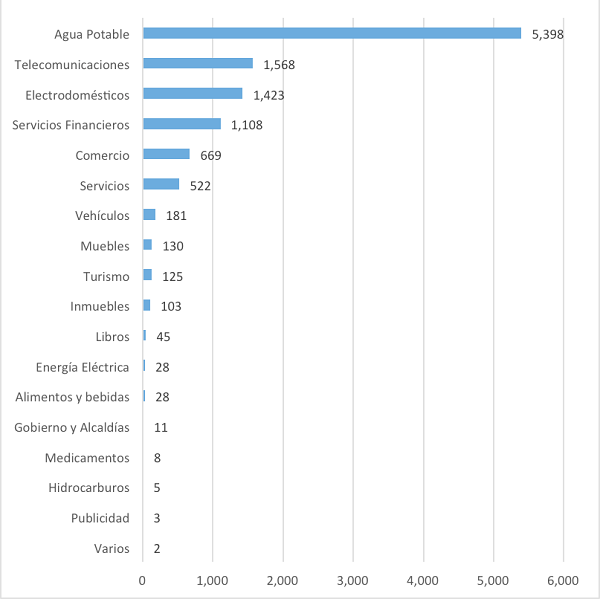 Agua Potable 5,398
Telecomunicaciones 1,568
Electrodomésticos 1,423
Servicios Financieros 1,108
Comercio 669
Servicios 522
Vehículos 181
Muebles 130
Turismo 125
Inmuebles 103
Libros 45
Energía Eléctrica 28
Alimentos y bebidas 28
Gobierno y Alcaldías 11
Medicamentos 8
Hidrocarburos 5
Publicidad 3
Varios 2
0 1,000 2,000 3,000 4,000 5,000 6,000